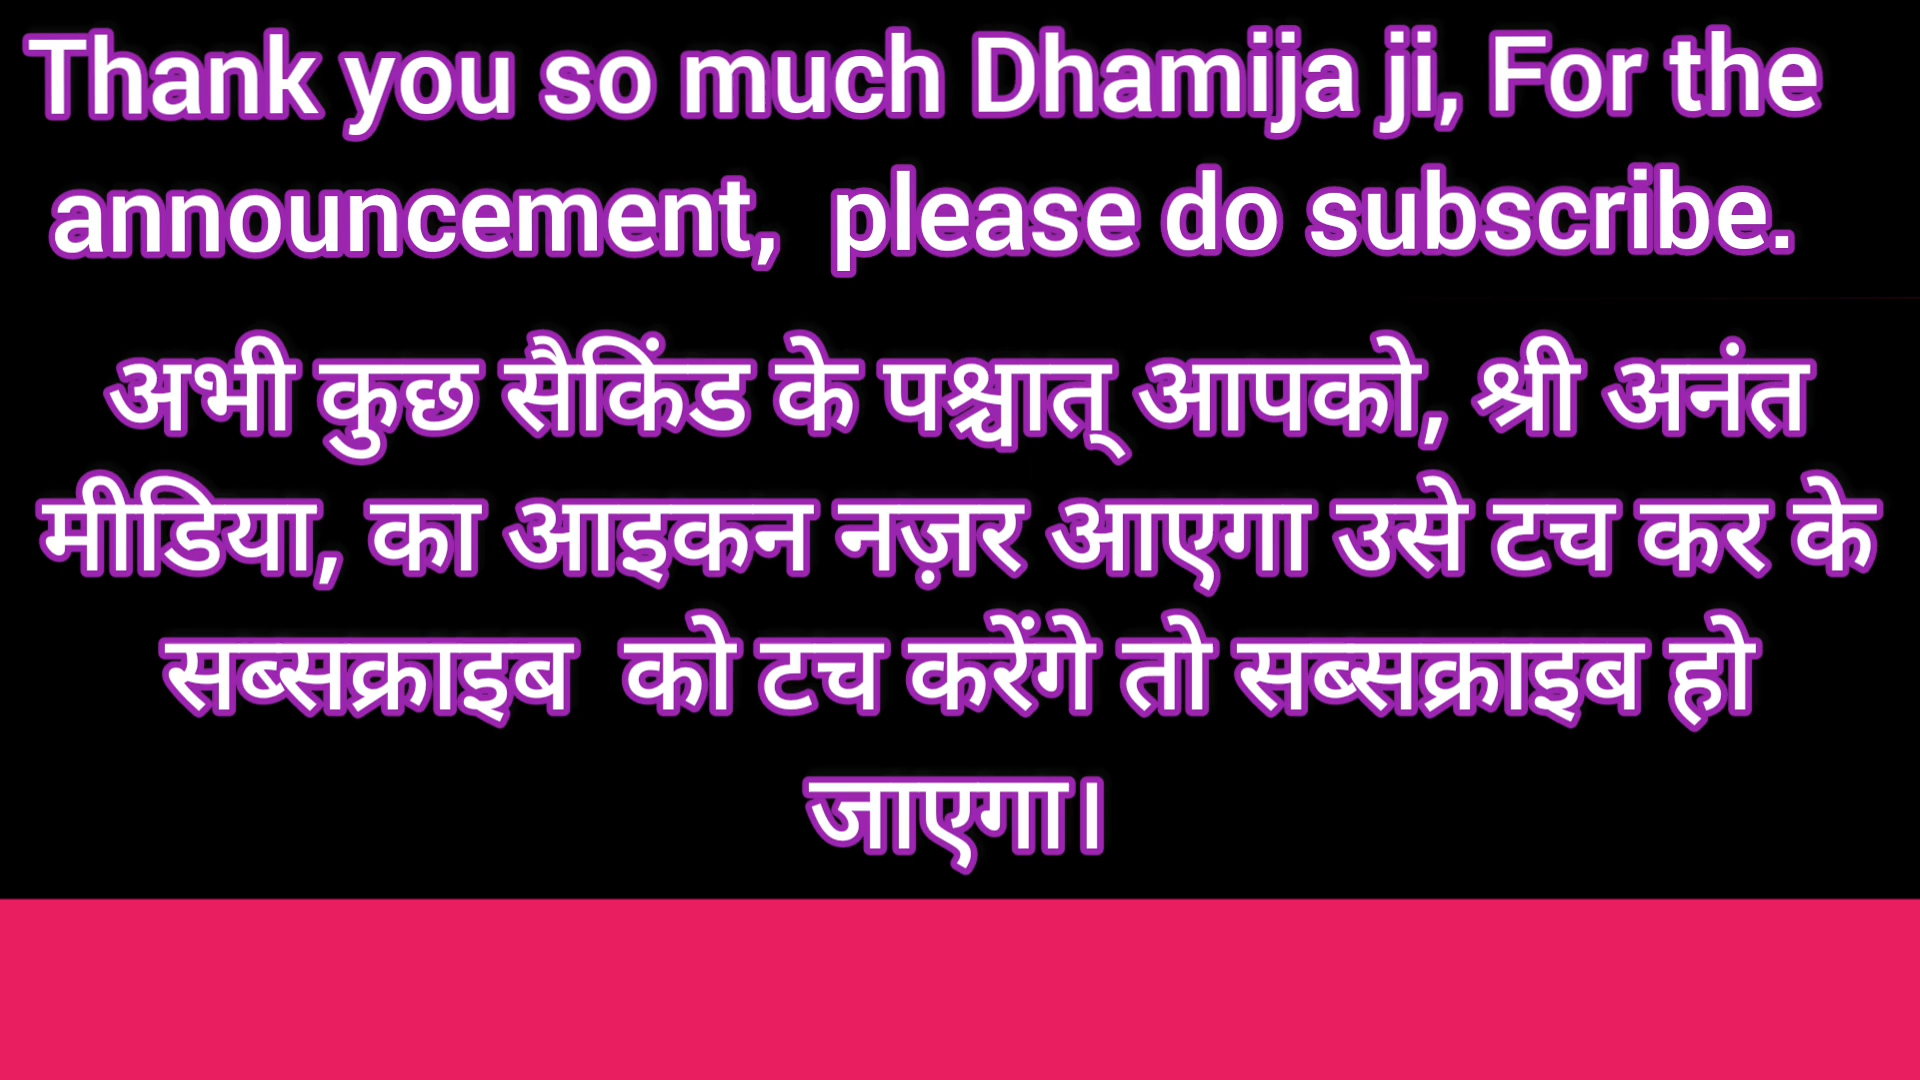 Thank you so much Dhamija ji, For the
announcement,  please do subscribe.
अभी कुछ सैकिंड के पश्चात् आपको, श्री अनंत
मीडिया, का आइकन नज़र आएगा उसे टच कर के
सब्सक्राइब  को टच करेंगे तो सब्सक्राइब हो
जाएगा।